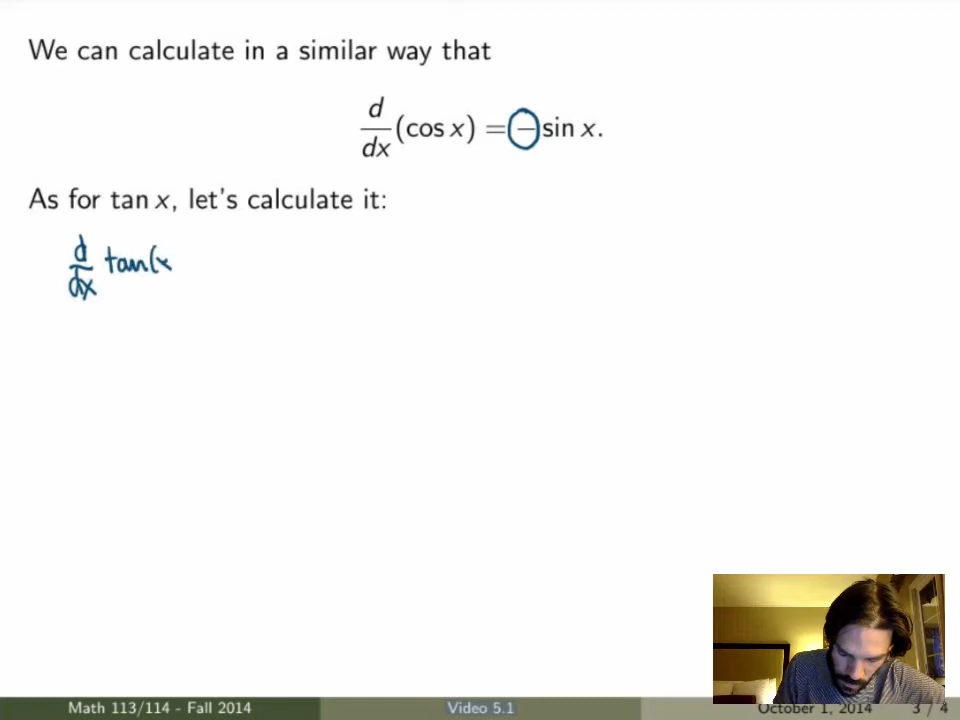 We can calculate in a similar way that
d/dx (cos x) = − sin x.
As for tan x, let's calculate it:
d/dx tan(x
Math 113/114 - Fall 2014 Video 5.1 October 1, 2014 3 / 4